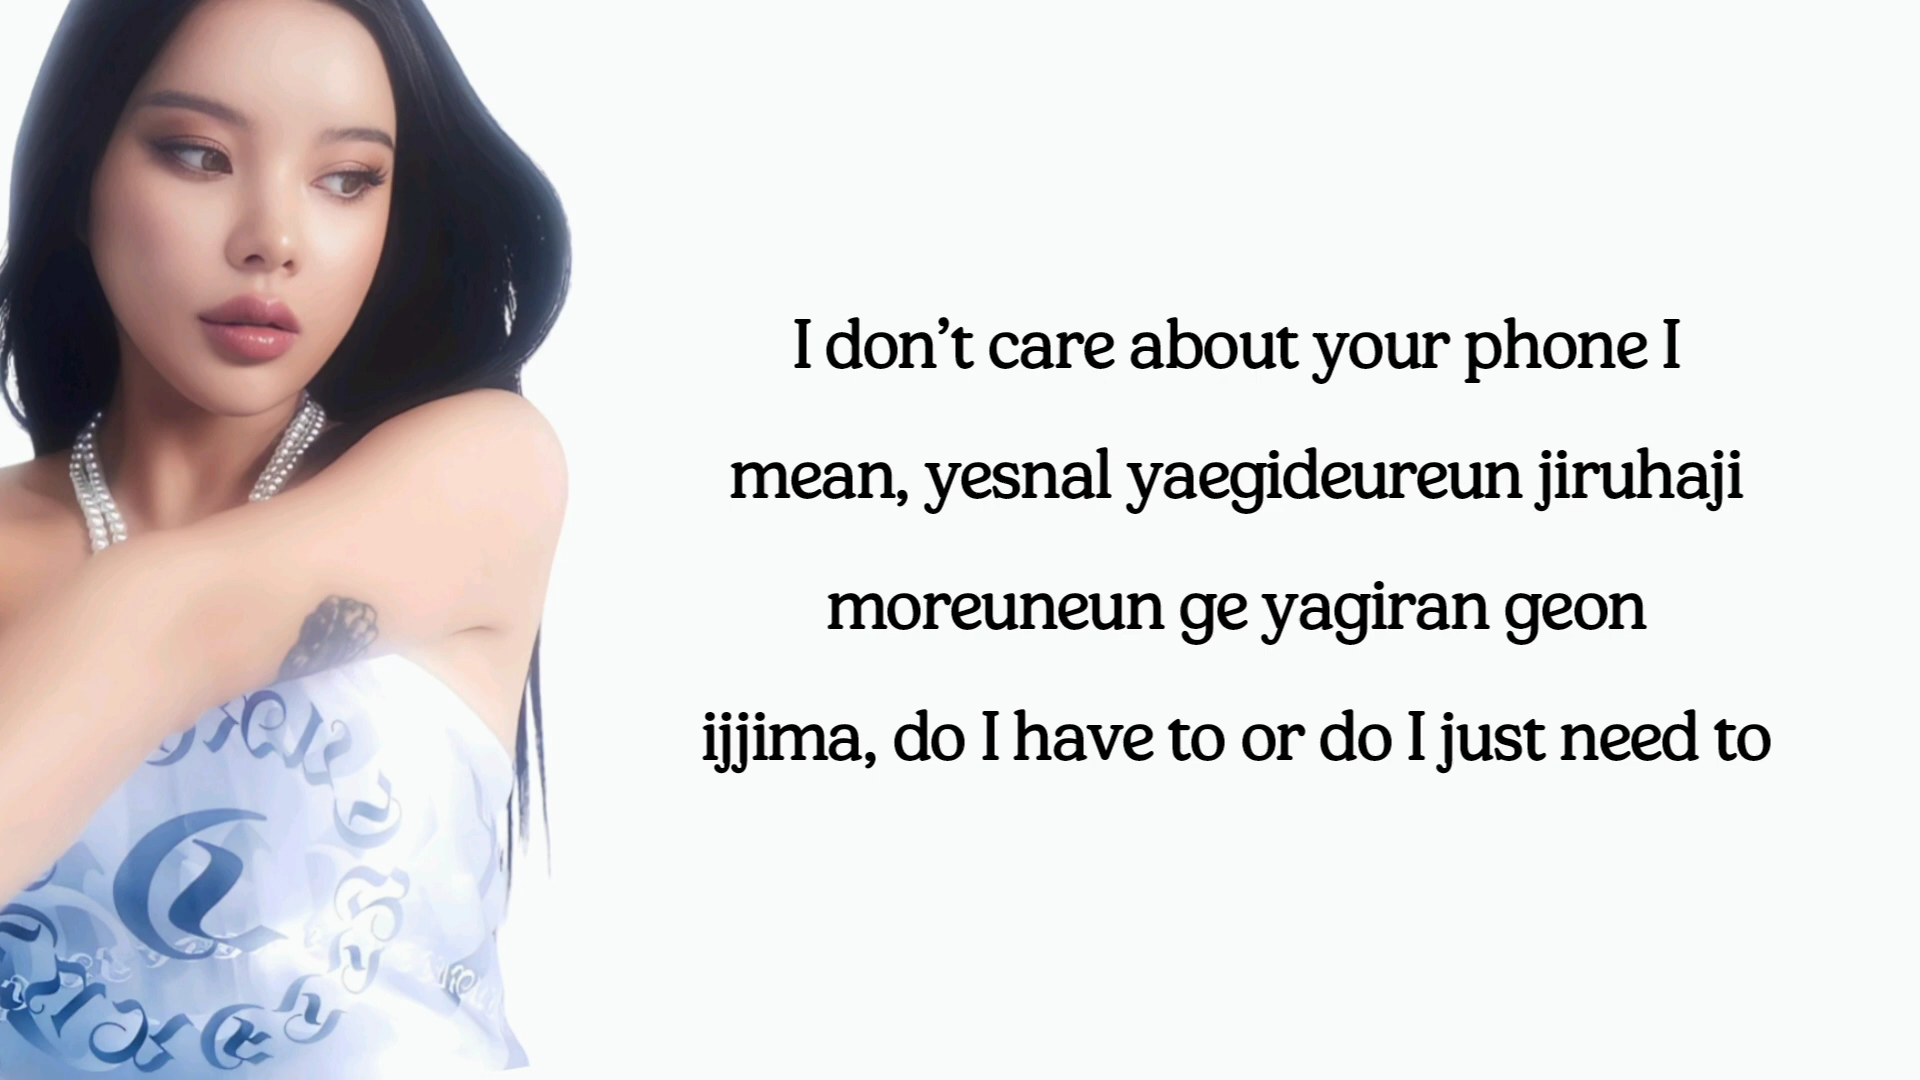 I don’t care about your phone I
mean, yesnal yaegideureun jiruhaji
moreuneun ge yagiran geon
ijjima, do I have to or do I just need to